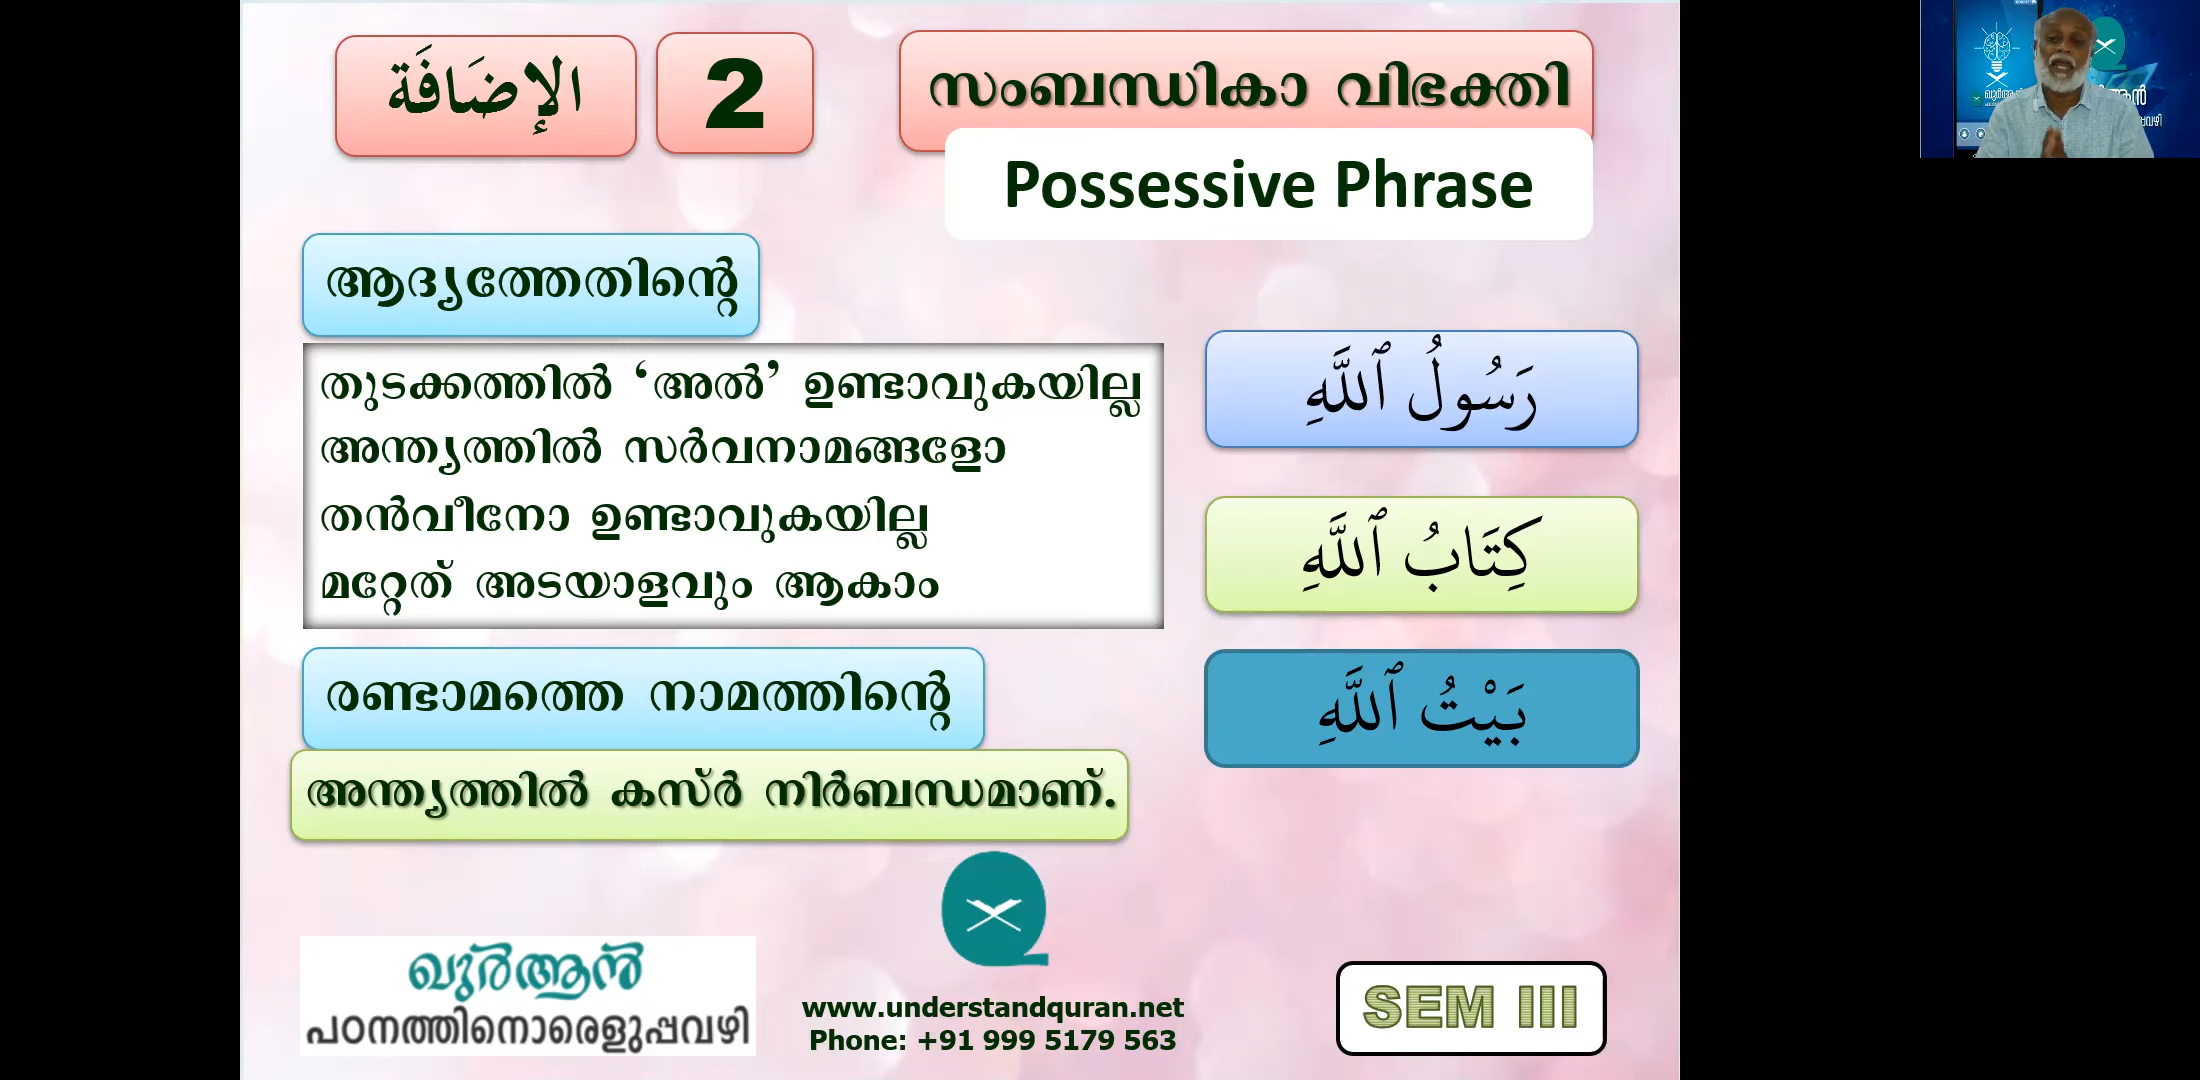 الإضَافَة
2
സംബന്ധികാ വിഭക്തി
Possessive Phrase
ആദ്യത്തേതിന്റെ
തുടക്കത്തിൽ ‘അൽ’ ഉണ്ടാവുകയില്ല
അന്ത്യത്തിൽ സർവനാമങ്ങളോ
തൻവീനോ ഉണ്ടാവുകയില്ല
മറ്റേത് അടയാളവും ആകാം
രണ്ടാമത്തെ നാമത്തിന്റെ
അന്ത്യത്തിൽ കസ്ർ നിർബന്ധമാണ്.
رَسُولُ ٱللَّهِ
كِتَابُ ٱللَّهِ
بَيْتُ ٱللَّهِ
ഖുർആൻ
പഠനത്തിനൊരെളുപ്പവഴി
www.understandquran.net
Phone: +91 999 5179 563
SEM III